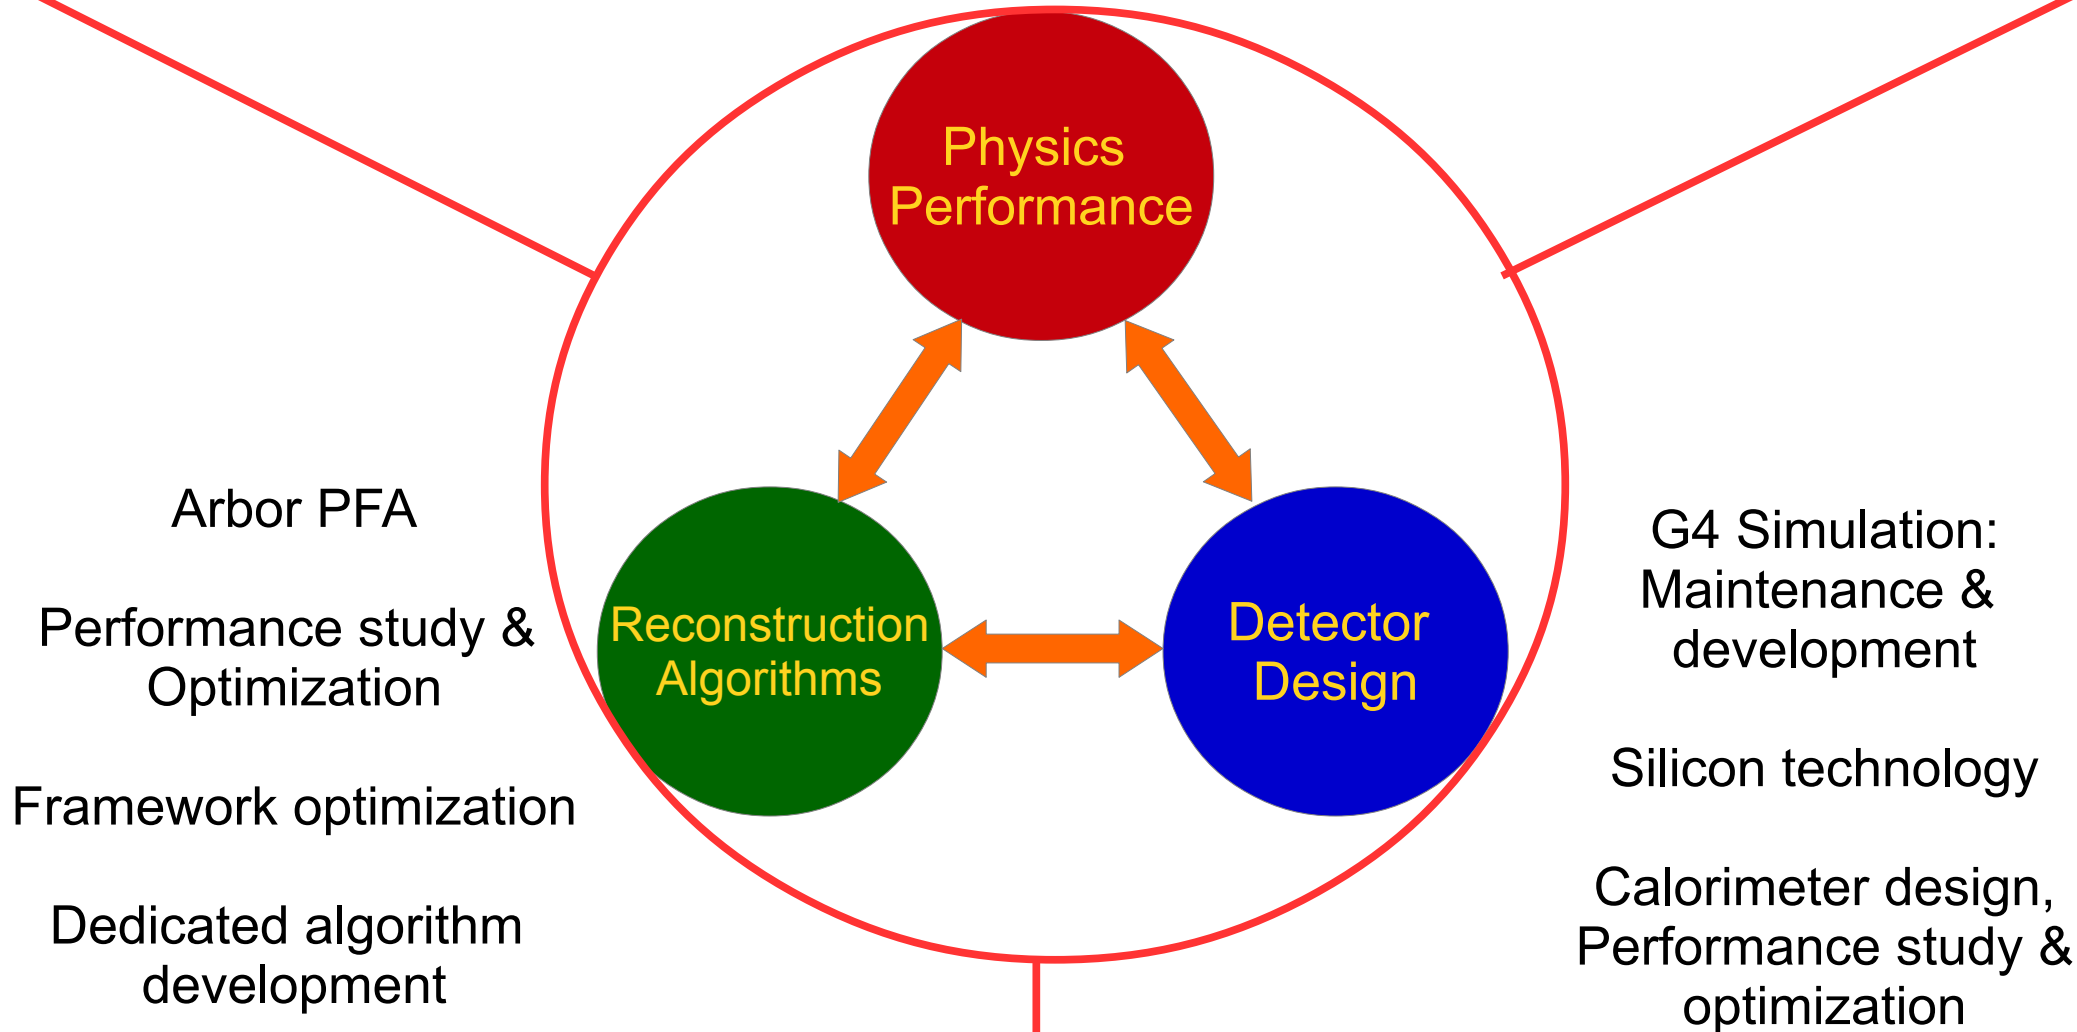 Physics
Performance
Arbor PFA
Performance study &
Optimization
Framework optimization
Dedicated algorithm
development
Reconstruction
Algorithms
Detector
Design
G4 Simulation:
Maintenance &
development
Silicon technology
Calorimeter design,
Performance study &
optimization